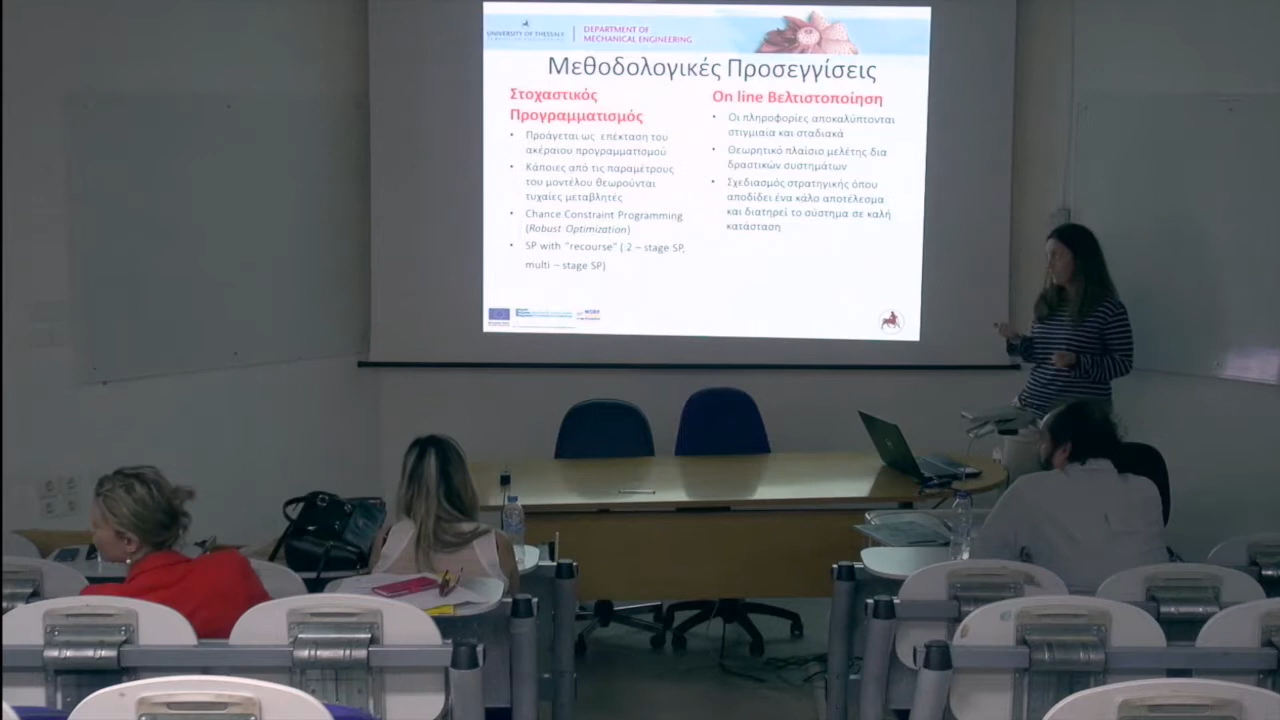 UNIVERSITY OF THESSALY
DEPARTMENT OF
MECHANICAL ENGINEERING
Μεθοδολογικές Προσεγγίσεις
Στοχαστικός
Προγραμματισμός
• Προάγεται ως επέκταση του
ακέραιου προγραμματισμού
• Κάποιες από τις παραμέτρους
του μοντέλου θεωρούνται
τυχαίες μεταβλητές
• Chance Constraint Programming
(Robust Optimization)
• SP with "recourse" ( 2 – stage SP,
multi – stage SP)
On line Βελτιστοποίηση
• Οι πληροφορίες αποκαλύπτονται
στιγμιαία και σταδιακά
• Θεωρητικό πλαίσιο μελέτης δια
δραστικών συστημάτων
• Σχεδιασμός στρατηγικής όπου
αποδίδει ένα κάλο αποτέλεσμα
και διατηρεί το σύστημα σε καλή
κατάσταση